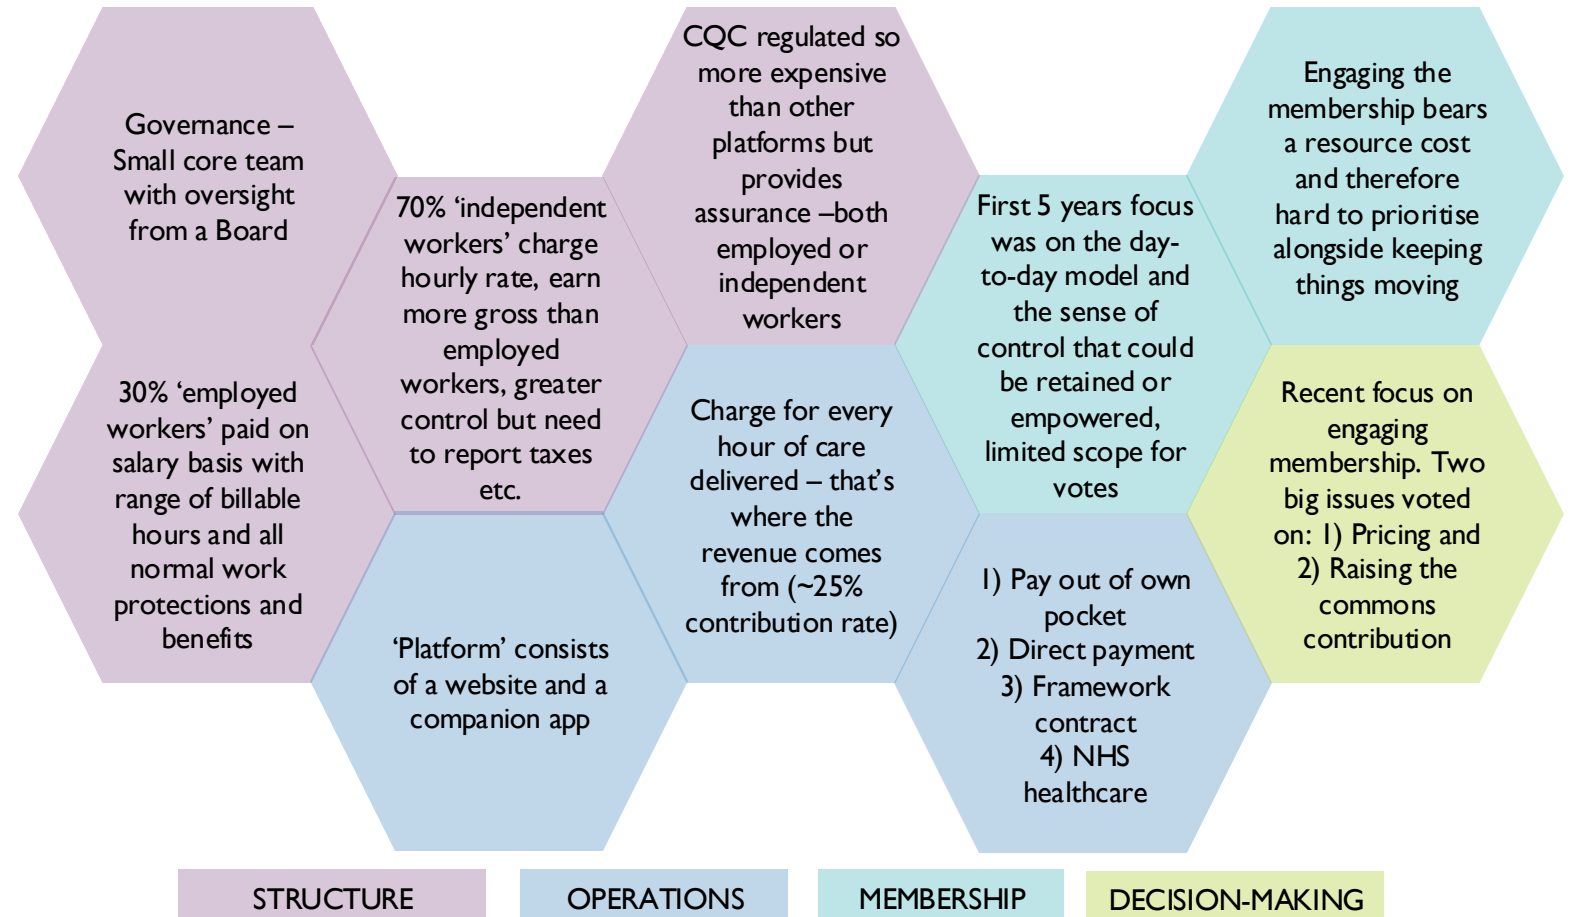 Governance –
Small core team
with oversight
from a Board
30% ‘employed
workers’ paid on
salary basis with
range of billable
hours and all
normal work
protections and
benefits
70% ‘independent
workers’ charge
hourly rate, earn
more gross than
employed
workers, greater
control but need
to report taxes
etc.
‘Platform’ consists
of a website and a
companion app
CQC regulated so
more expensive
than other
platforms but
provides
assurance –both
employed or
independent
workers
Charge for every
hour of care
delivered – that’s
where the
revenue comes
from (~25%
contribution rate)
First 5 years focus
was on the day-
to-day model and
the sense of
control that could
be retained or
empowered,
limited scope for
votes
1) Pay out of own
pocket
2) Direct payment
3) Framework
contract
4) NHS
healthcare
Engaging the
membership bears
a resource cost
and therefore
hard to prioritise
alongside keeping
things moving
Recent focus on
engaging
membership. Two
big issues voted
on: 1) Pricing and
2) Raising the
commons
contribution
STRUCTURE
OPERATIONS
MEMBERSHIP
DECISION-MAKING